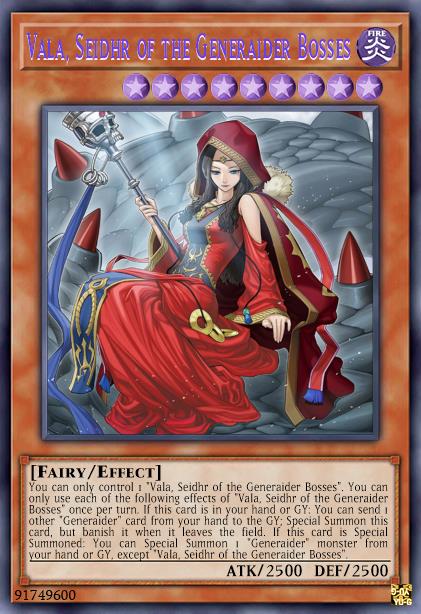 Vala, Seidhr of the Generaider Bosses
FIRE
炎
[Fairy/Effect]
You can only control 1 "Vala, Seidhr of the Generaider Bosses". You can
only use each of the following effects of "Vala, Seidhr of the Generaider
Bosses" once per turn. If this card is in your hand or GY: You can send 1
other "Generaider" card from your hand to the GY; Special Summon this
card, but banish it when it leaves the field. If this card is Special
Summoned: You can Special Summon 1 "Generaider" monster from
your hand or GY, except "Vala, Seidhr of the Generaider Bosses".
ATK/2500 DEF/2500
91749600